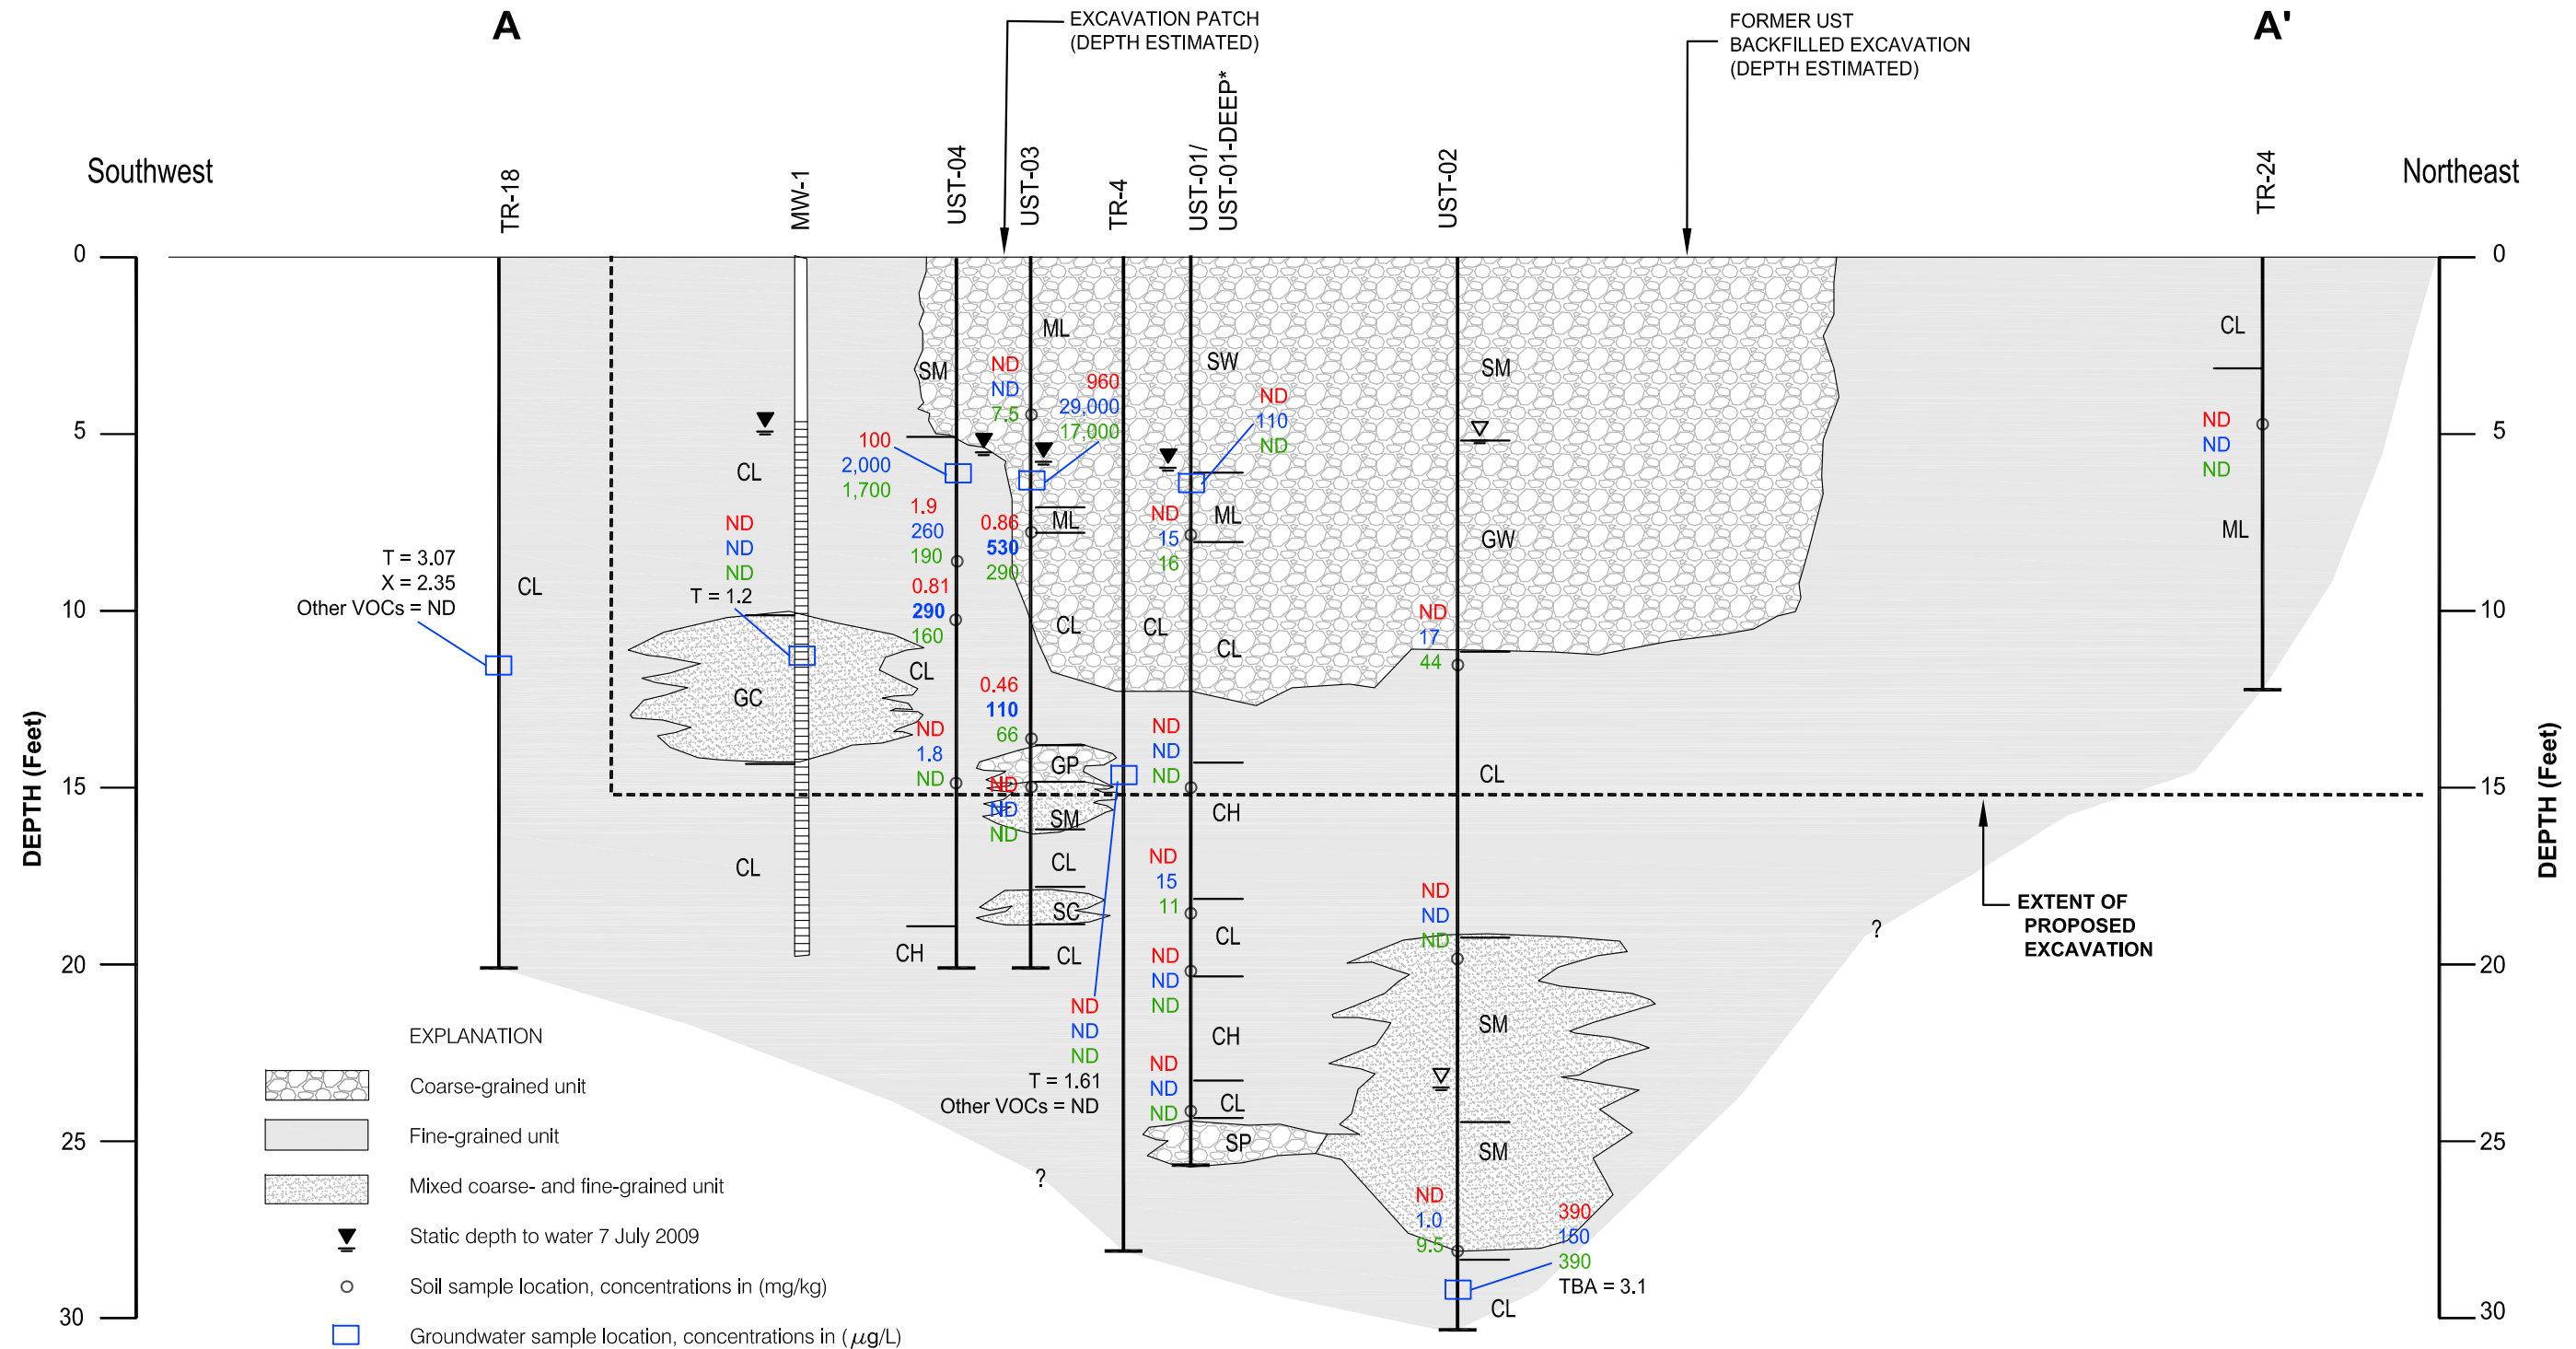 A
A'
EXCAVATION PATCH
(DEPTH ESTIMATED)
FORMER UST
BACKFILLED EXCAVATION
(DEPTH ESTIMATED)
Southwest
Northeast
TR-18
MW-1
UST-04
UST-03
TR-4
UST-01/
UST-01-DEEP*
UST-02
TR-24
DEPTH (Feet)
0
5
10
15
20
25
30
T = 3.07
X = 2.35
Other VOCs = ND
CL
CL
ND
ND
ND
T = 1.2
GC
CL
SM
100
2,000
1,700
1.9
260
190
0.81
290
160
CL
ND
1.8
ND
CH
ML
ND
ND
7.5
960
29,000
17,000
ML
0.86
530
290
CL
0.46
110
66
GP
ND
ND
ND
SM
CL
SC
CL
ND
ND
ND
T = 1.61
Other VOCs = ND
CL
SW
ND
110
ND
ML
ND
15
16
CL
ND
ND
ND
CH
ND
15
11
CL
ND
ND
ND
CH
ND
ND
ND
CL
SP
SM
GW
ND
17
44
CL
ND
ND
ND
SM
SM
ND
1.0
9.5
390
150
390
TBA = 3.1
CL
CL
ND
ND
ND
ML
?
?
EXTENT OF
PROPOSED
EXCAVATION
0
5
10
15
20
25
30
DEPTH (Feet)
EXPLANATION
Coarse-grained unit
Fine-grained unit
Mixed coarse- and fine-grained unit
Static depth to water 7 July 2009
Soil sample location, concentrations in (mg/kg)
Groundwater sample location, concentrations in (μg/L)